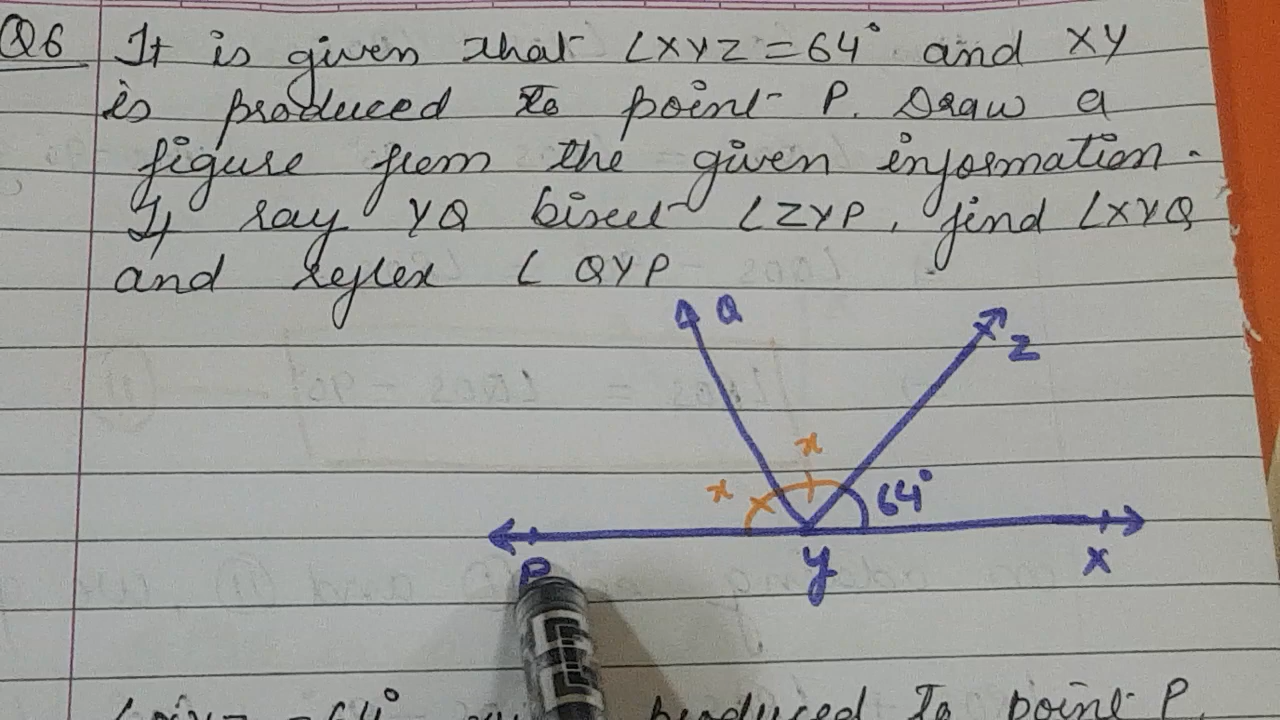 Q6 It is given that ∠XYZ = 64° and XY
is produced to point P. Draw a
figure from the given information.
If ray YQ bisect ∠ZYP, find ∠XYQ
and reflex ∠QYP
Q
Z
x
x
64°
P
y
x
64°
produced To point P